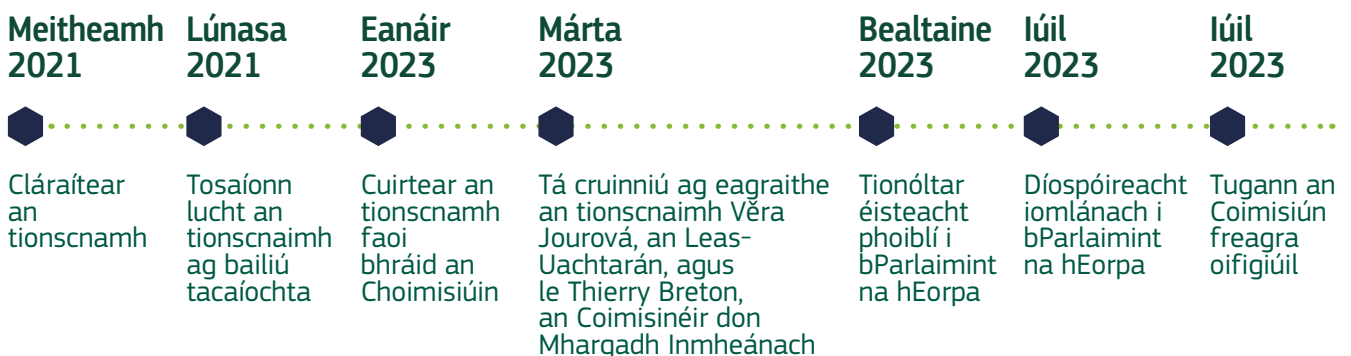 Meitheamh
2021
Lúnasa
2021
Eanáir
2023
Márta
2023
Bealtaine
2023
Iúil
2023
Iúil
2023
Cláraítear
an
tionscnamh
Tosaíonn
lucht an
tionscnaimh
ag bailiú
tacaíochta
Cuirtear an
tionscnamh
faoi
bhráid an
Choimisiúin
Tá cruinniú ag eagraithe
an tionscnaimh Věra
Jourová, an Leas-
Uachtarán, agus
le Thierry Breton,
an Coimisinéir don
Mhargadh Inmheánach
Tionóltar
éisteacht
phoiblí i
bParlaimint
na hEorpa
Díospóireacht
iomlánach i
bParlaimint
na hEorpa
Tugann an
Coimisiún
freagra
oifigiúil